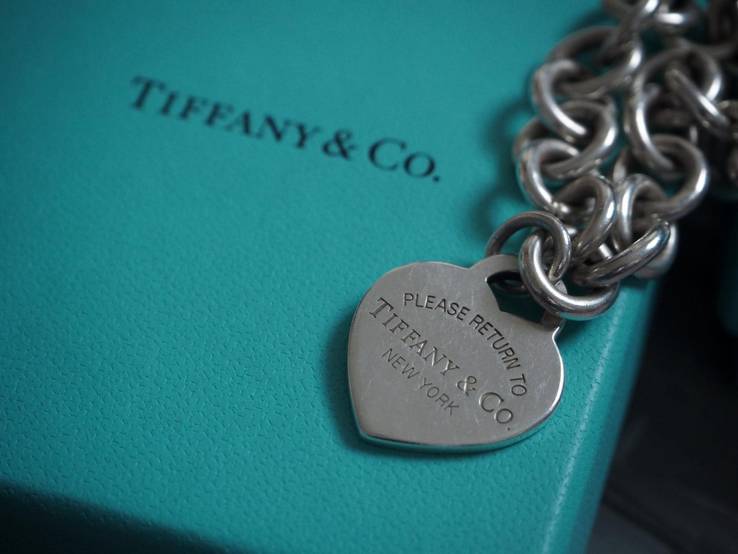 TIFFANY & CO.
PLEASE RETURN TO
TIFFANY & CO.
NEW YORK